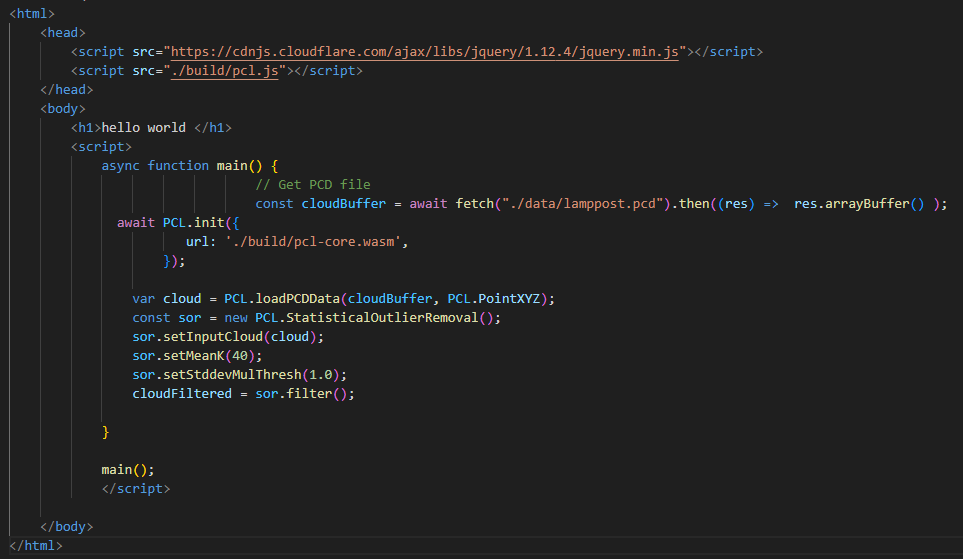 <html>
<head>
<script src="https://cdnjs.cloudflare.com/ajax/libs/jquery/1.12.4/jquery.min.js"></script>
<script src="./build/pcl.js"></script>
</head>
<body>
<h1>hello world </h1>
<script>
async function main() {
// Get PCD file
const cloudBuffer = await fetch("./data/lamppost.pcd").then((res) =>  res.arrayBuffer() );
await PCL.init({
url: './build/pcl-core.wasm',
});
var cloud = PCL.loadPCDData(cloudBuffer, PCL.PointXYZ);
const sor = new PCL.StatisticalOutlierRemoval();
sor.setInputCloud(cloud);
sor.setMeanK(40);
sor.setStddevMulThresh(1.0);
cloudFiltered = sor.filter();
}
main();
</script>
</body>
</html>